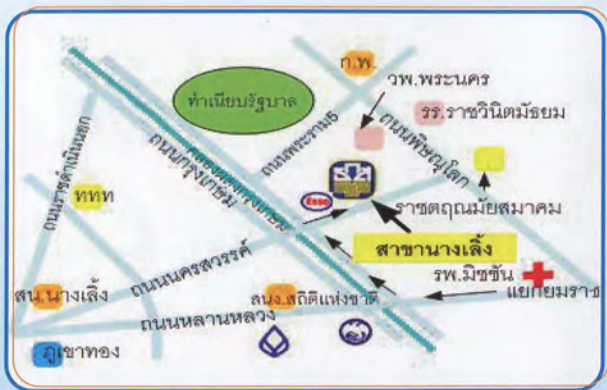 ก.พ.
วพ.พระนคร
ทำเนียบรัฐบาล
รร.ราชวินิตมัธยม
ถนนพระราม5
ถนนพิษณุโลก
ถนนราชดำเนินนอก
ถนนกรุงเกษม
ททท
Esso
ราชตฤณมัยสมาคม
สาขานางเลิ้ง
ถนนนครสวรรค์
รพ.มิชชัน
สน.นางเลิ้ง
ลนง.สถิติแห่งชาติ
แยกยมราช
ถนนหลานหลวง
ภูเขาทอง